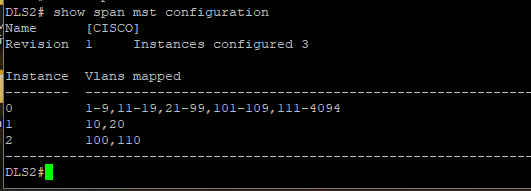 DLS2# show span mst configuration
Name      [CISCO]
Revision  1     Instances configured 3
Instance  Vlans mapped
--------  ---------------------------------------------------------------------
0         1-9,11-19,21-99,101-109,111-4094
1         10,20
2         100,110
-------------------------------------------------------------------------------
DLS2#